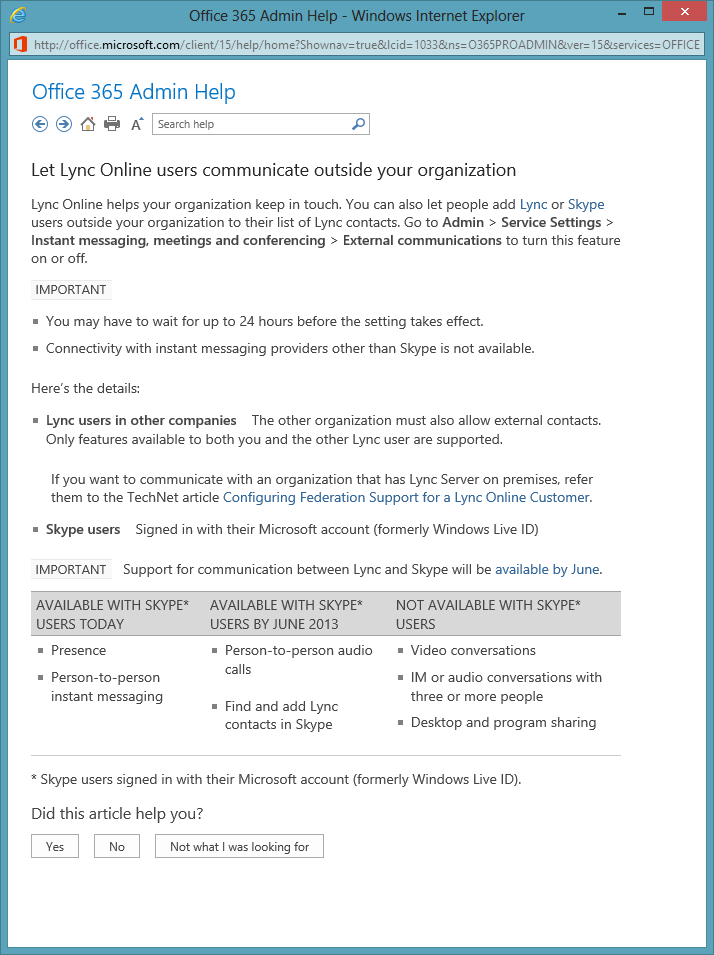 Office 365 Admin Help - Windows Internet Explorer
http://office.microsoft.com/client/15/help/home?Shownav=true&lcid=1033&ns=O365PROADMIN&ver=15&services=OFFICE
Office 365 Admin Help
A
Search help
Let Lync Online users communicate outside your organization
Lync Online helps your organization keep in touch. You can also let people add Lync or Skype
users outside your organization to their list of Lync contacts. Go to Admin > Service Settings >
Instant messaging, meetings and conferencing > External communications to turn this feature
on or off.
IMPORTANT
You may have to wait for up to 24 hours before the setting takes effect.
Connectivity with instant messaging providers other than Skype is not available.
Here's the details:
Lync users in other companies The other organization must also allow external contacts.
Only features available to both you and the other Lync user are supported.
If you want to communicate with an organization that has Lync Server on premises, refer
them to the TechNet article Configuring Federation Support for a Lync Online Customer.
Skype users Signed in with their Microsoft account (formerly Windows Live ID)
IMPORTANT Support for communication between Lync and Skype will be available by June.
AVAILABLE WITH SKYPE*
USERS TODAY
AVAILABLE WITH SKYPE*
USERS BY JUNE 2013
NOT AVAILABLE WITH SKYPE*
USERS
Presence
Person-to-person
instant messaging
Person-to-person audio
calls
Find and add Lync
contacts in Skype
Video conversations
IM or audio conversations with
three or more people
Desktop and program sharing
* Skype users signed in with their Microsoft account (formerly Windows Live ID).
Did this article help you?
Yes
No
Not what I was looking for